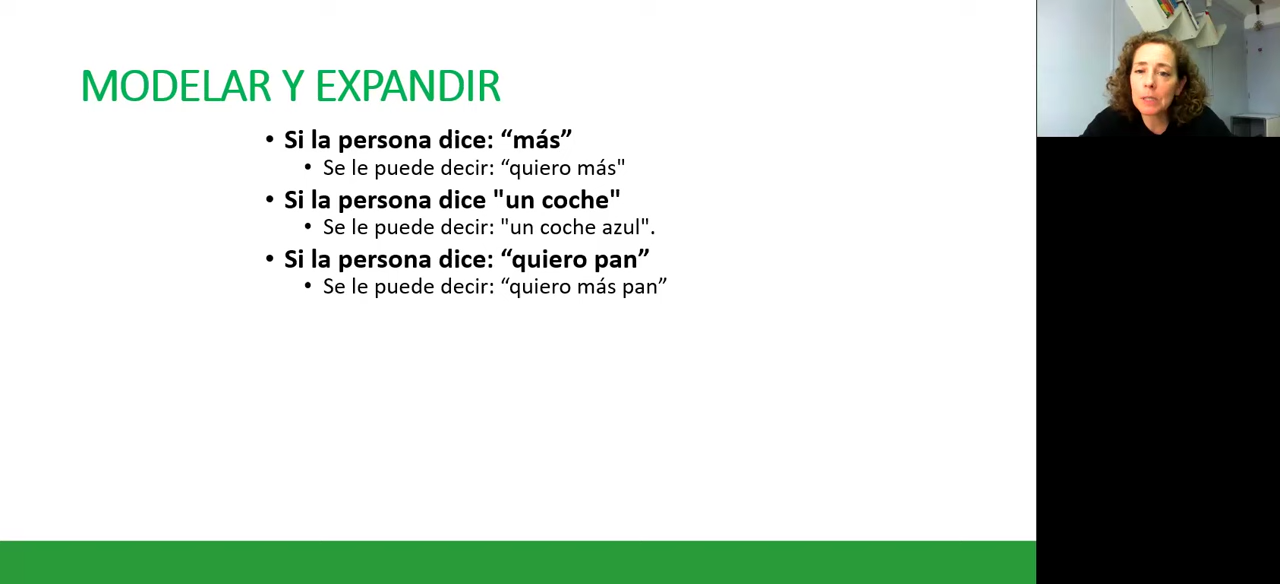 MODELAR Y EXPANDIR
• Si la persona dice: “más”
• Se le puede decir: “quiero más"
• Si la persona dice "un coche"
• Se le puede decir: "un coche azul".
• Si la persona dice: “quiero pan”
• Se le puede decir: “quiero más pan”